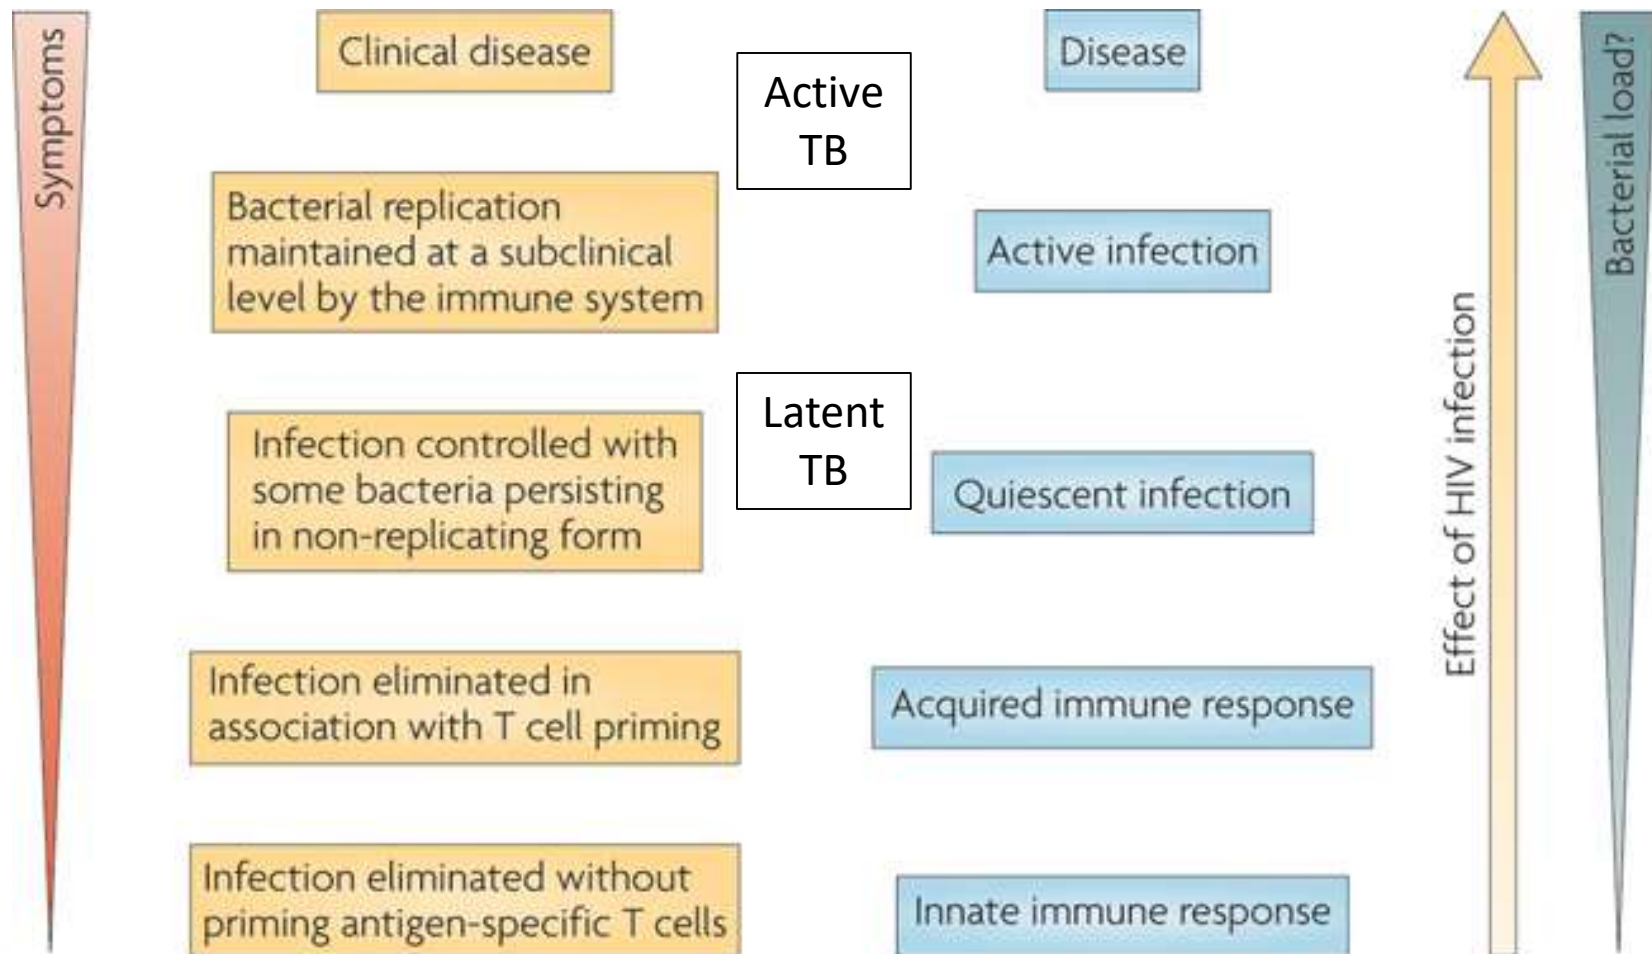 Symptoms
Clinical disease
Active
TB
Disease
Bacterial load?
Bacterial replication
maintained at a subclinical
level by the immune system
Active infection
Effect of HIV infection
Infection controlled with
some bacteria persisting
in non-replicating form
Latent
TB
Quiescent infection
Infection eliminated in
association with T cell priming
Acquired immune response
Infection eliminated without
priming antigen-specific T cells
Innate immune response